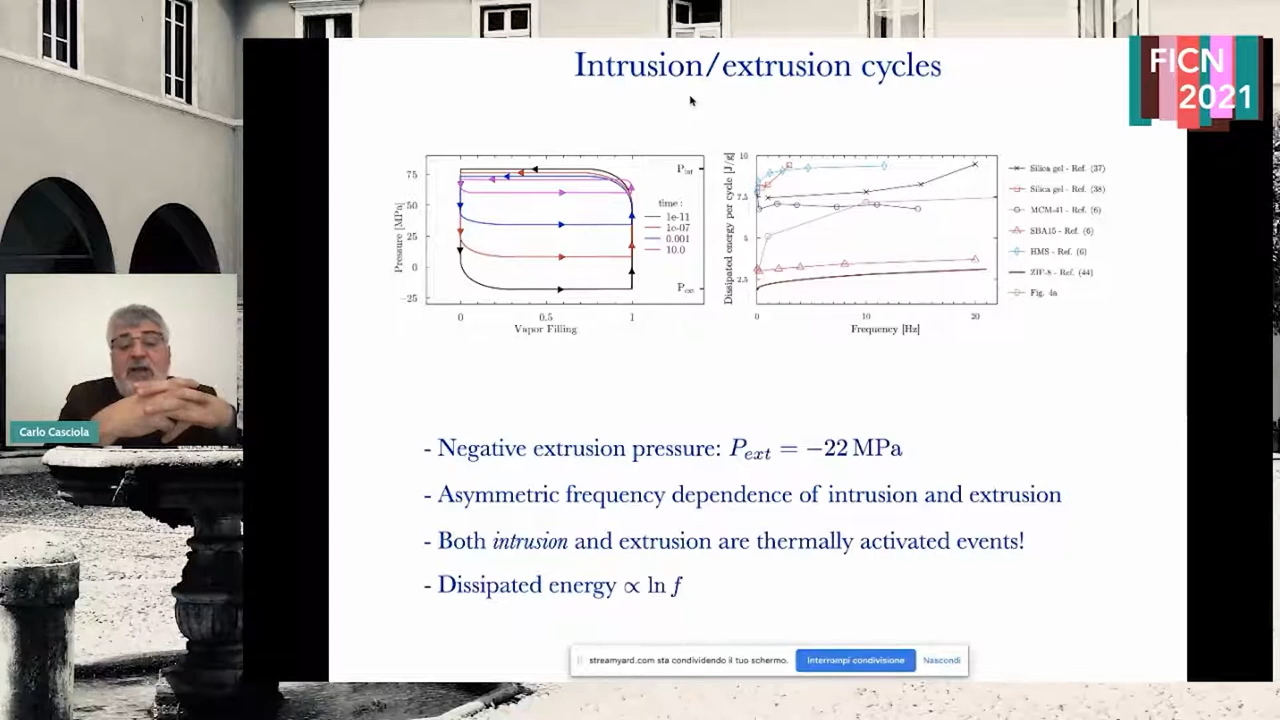 Intrusion/extrusion cycles
FICN
2021
Pressure [MPa]
75
50
25
0
−25
P_int
P_ext
time :
1e-11
1e-07
0.001
10.0
0
0.5
1
Vapor Filling
Dissipated energy per cycle [J/g]
10
7.5
5
2.5
0
10
20
Frequency [Hz]
Silica gel - Ref. (37)
Silica gel - Ref. (38)
MCM-41 - Ref. (6)
SBA15 - Ref. (6)
HMS - Ref. (6)
ZIF-8 - Ref. (44)
Fig. 4a
Carlo Casciola
- Negative extrusion pressure: P_ext = −22 MPa
- Asymmetric frequency dependence of intrusion and extrusion
- Both intrusion and extrusion are thermally activated events!
- Dissipated energy ∝ ln f
streamyard.com sta condividendo il tuo schermo.
Interrompi condivisione
Nascondi